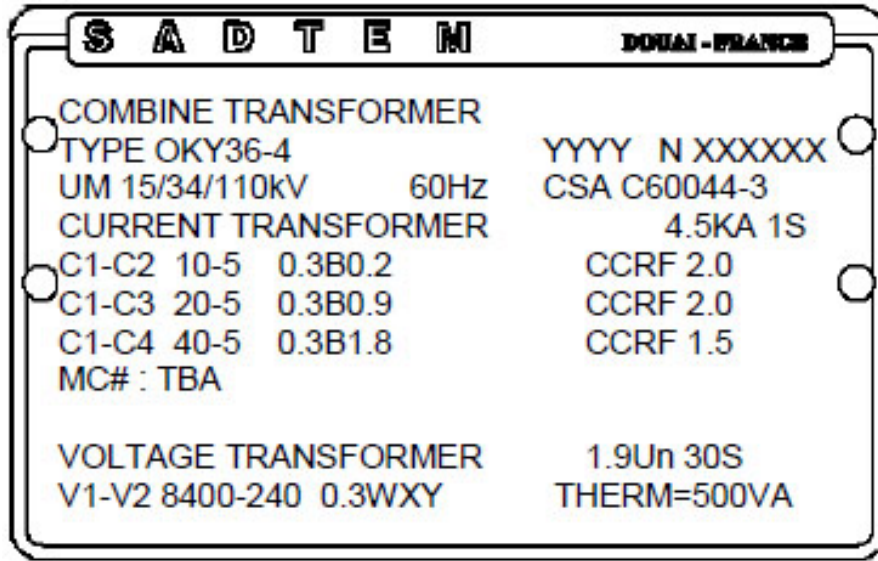 SADTEM DOUAI - FRANCE
COMBINE TRANSFORMER
TYPE OKY36-4 YYYY N XXXXXX
UM 15/34/110kV 60Hz CSA C60044-3
CURRENT TRANSFORMER 4.5KA 1S
C1-C2 10-5 0.3B0.2 CCRF 2.0
C1-C3 20-5 0.3B0.9 CCRF 2.0
C1-C4 40-5 0.3B1.8 CCRF 1.5
MC# : TBA
VOLTAGE TRANSFORMER 1.9Un 30S
V1-V2 8400-240 0.3WXY THERM=500VA